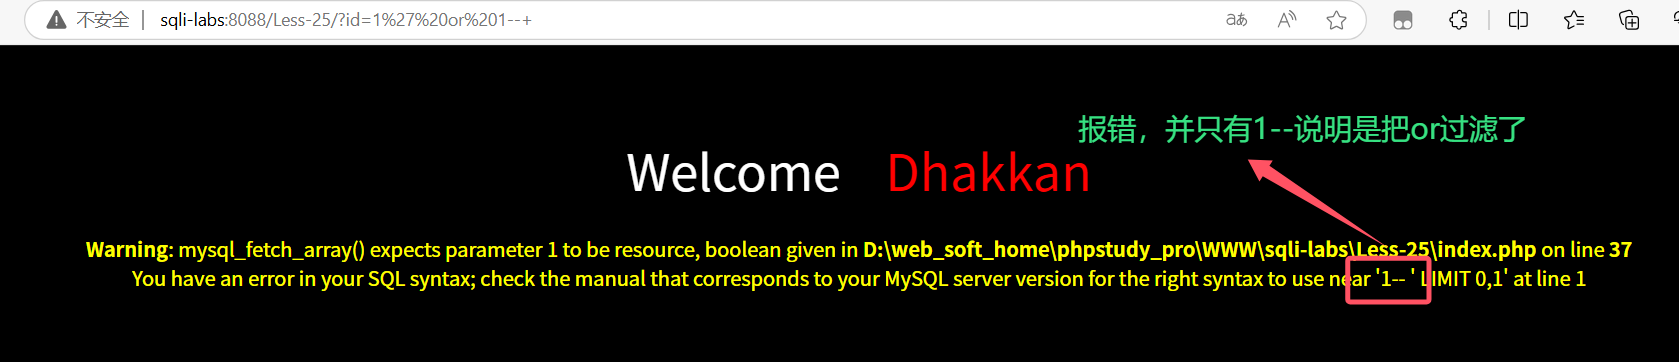 不安全 | sqli-labs:8088/Less-25/?id=1%27%20or%201--+
报错，并只有1--说明是把or过滤了
Welcome Dhakkan
Warning: mysql_fetch_array() expects parameter 1 to be resource, boolean given in D:\web_soft_home\phpstudy_pro\WWW\sqli-labs\Less-25\index.php on line 37
You have an error in your SQL syntax; check the manual that corresponds to your MySQL server version for the right syntax to use near '1-- ' LIMIT 0,1' at line 1